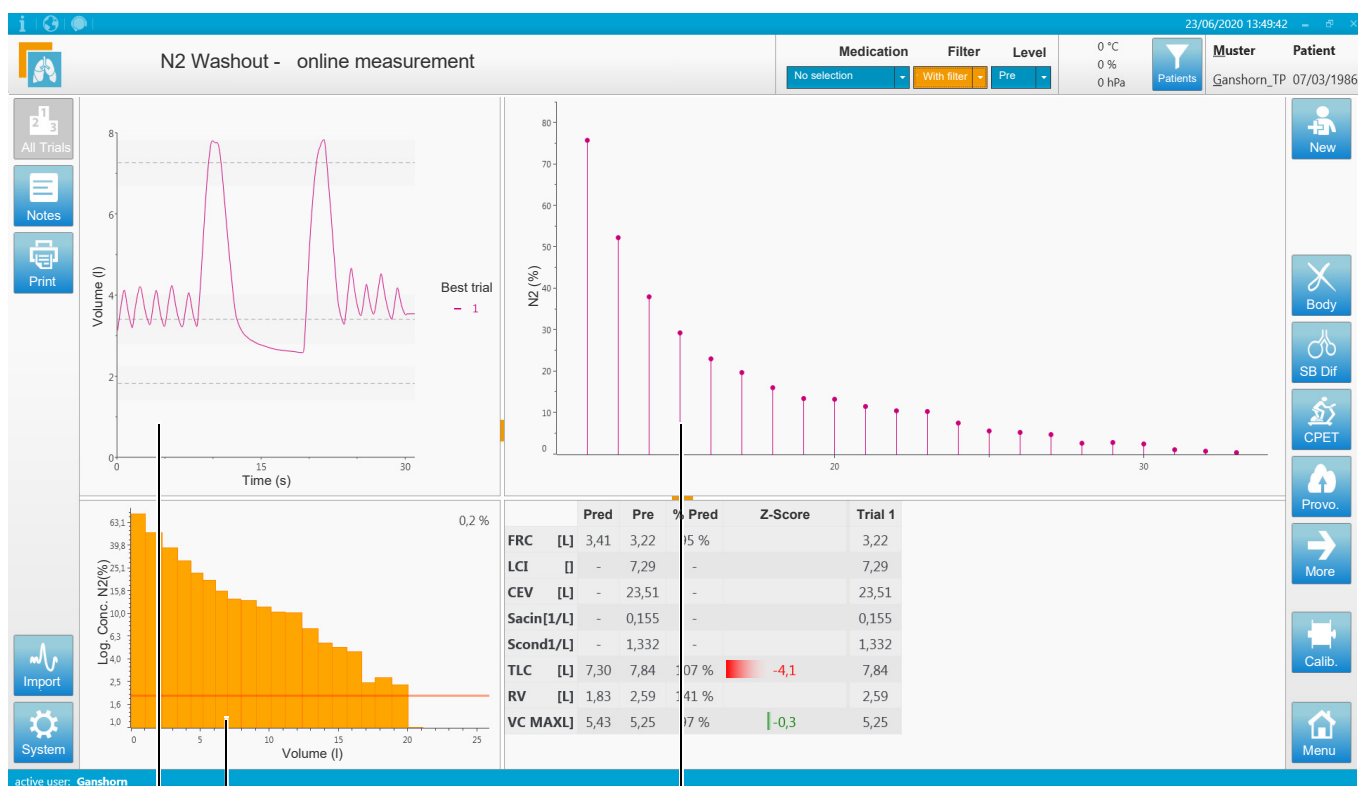 23/06/2020 13:49:42
N2 Washout - online measurement
Medication Filter Level
No selection With filter Pre
0 °C
0 %
0 hPa
Patients
Muster Patient
Ganshorn_TP 07/03/1986
1 2 3
All Trials
Notes
Print
Import
System
New
Body
SB Dif
CPET
Provo.
More
Calib.
Menu
8
6
4
2
0
Volume (l)
0 15 30
Time (s)
Best trial
1
80
70
60
50
40
30
20
10
0
N2 (%)
20 30
0,2 %
63,1
39,8
25,1
15,8
10,0
6,3
4,0
2,5
1,6
1,0
Log. Conc. N2(%)
0 5 10 15 20 25
Volume (l)
Pred Pre % Pred Z-Score Trial 1
FRC [L] 3,41 3,22 95 % 3,22
LCI [] - 7,29 - 7,29
CEV [L] - 23,51 - 23,51
Sacin[1/L] - 0,155 - 0,155
Scond1/L] - 1,332 - 1,332
TLC [L] 7,30 7,84 107 % -4,1 7,84
RV [L] 1,83 2,59 141 % 2,59
VC MAXL] 5,43 5,25 97 % -0,3 5,25
active user: Ganshorn